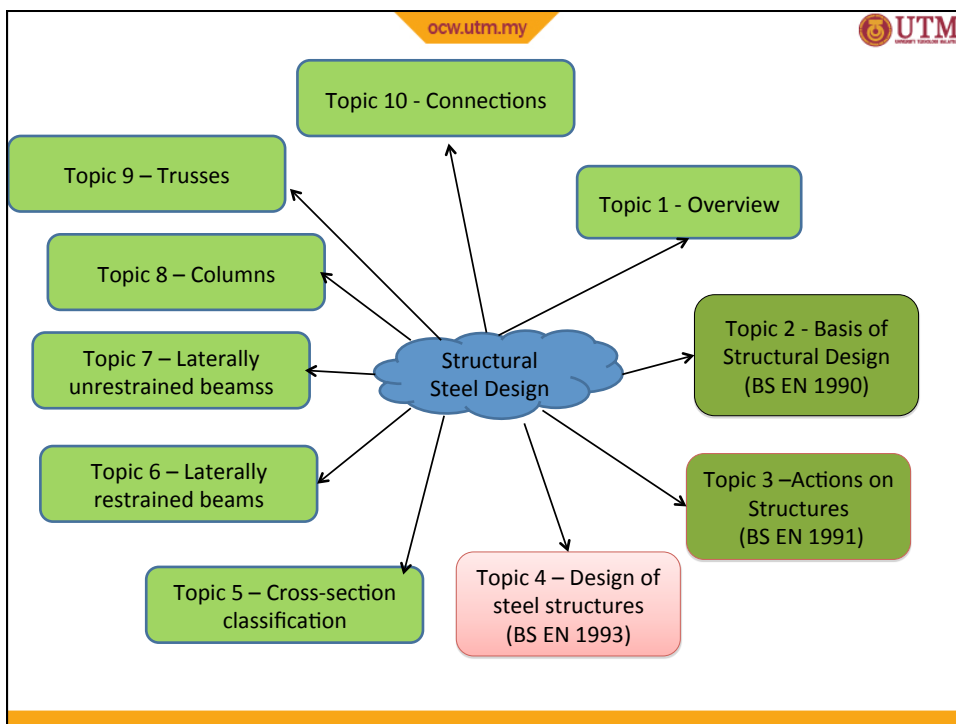 ocw.utm.my
UTM
UNIVERSITI TEKNOLOGI MALAYSIA
Topic 10 - Connections
Topic 9 – Trusses
Topic 1 - Overview
Topic 8 – Columns
Topic 2 - Basis of
Structural Design
(BS EN 1990)
Structural
Steel Design
Topic 7 – Laterally
unrestrained beamss
Topic 6 – Laterally
restrained beams
Topic 3 –Actions on
Structures
(BS EN 1991)
Topic 4 – Design of
steel structures
(BS EN 1993)
Topic 5 – Cross-section
classification